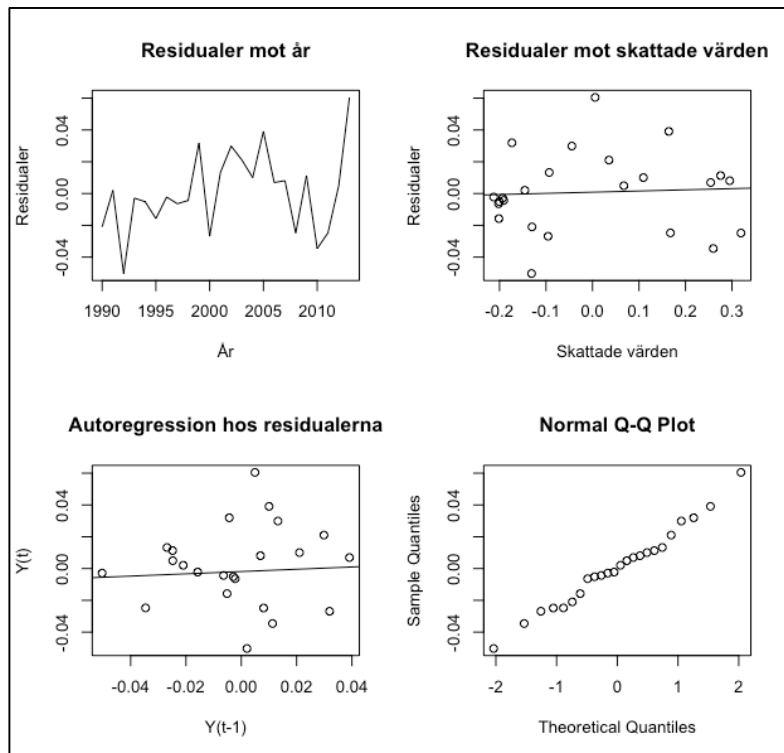 Residualer mot år
Residualer
0.04
0.00
-0.04
1990 1995 2000 2005 2010
År
Residualer mot skattade värden
Residualer
0.04
0.00
-0.04
-0.2 -0.1 0.0 0.1 0.2 0.3
Skattade värden
Autoregression hos residualerna
Y(t)
0.04
0.00
-0.04
-0.04 -0.02 0.00 0.02 0.04
Y(t-1)
Normal Q-Q Plot
Sample Quantiles
0.04
0.00
-0.04
-2 -1 0 1 2
Theoretical Quantiles